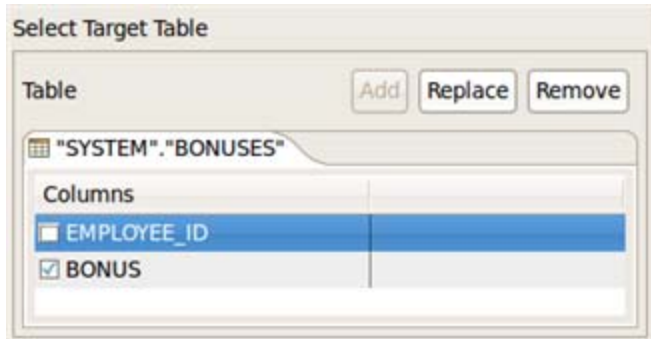 Select Target Table
Table Add Replace Remove
"SYSTEM"."BONUSES"
Columns
EMPLOYEE_ID
BONUS